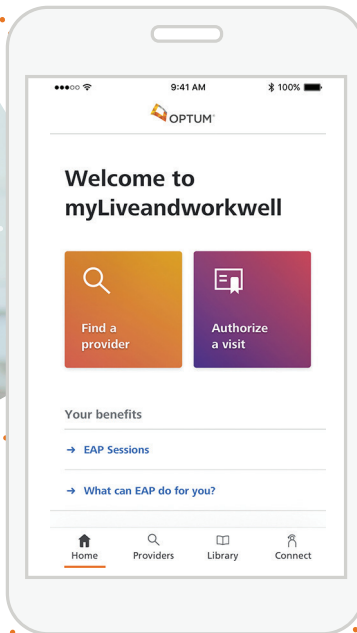 9:41 AM
100%
OPTUM
Welcome to
myLiveandworkwell
Find a
provider
Authorize
a visit
Your benefits
→ EAP Sessions
→ What can EAP do for you?
Home
Providers
Library
Connect